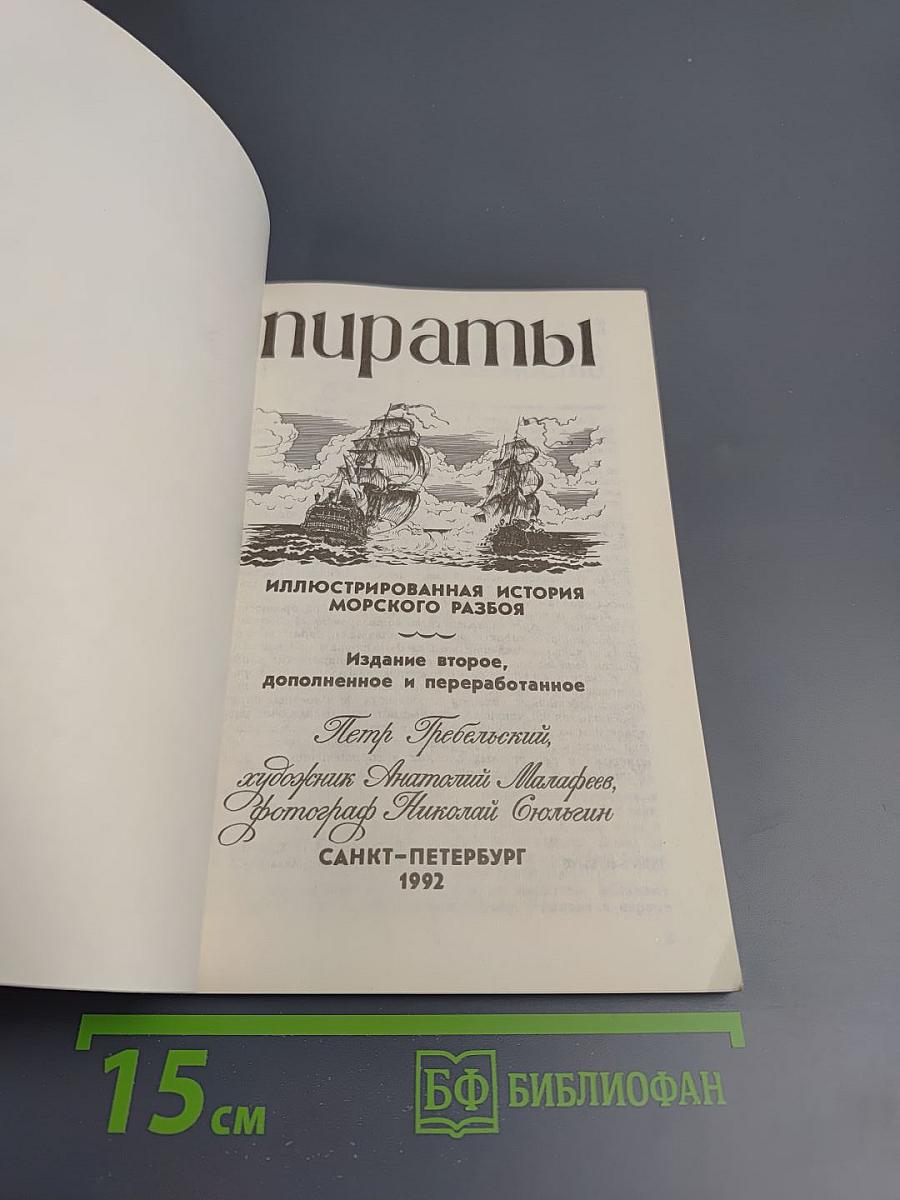 пираты
ИЛЛЮСТРИРОВАННАЯ ИСТОРИЯ
МОРСКОГО РАЗБОЯ
Издание второе,
дополненное и переработанное
Петр Гребельский,
художник Анатолий Малафеев,
фотограф Николай Сюльгин
САНКТ-ПЕТЕРБУРГ
1992
15 см
БФ БИБЛИОФАН